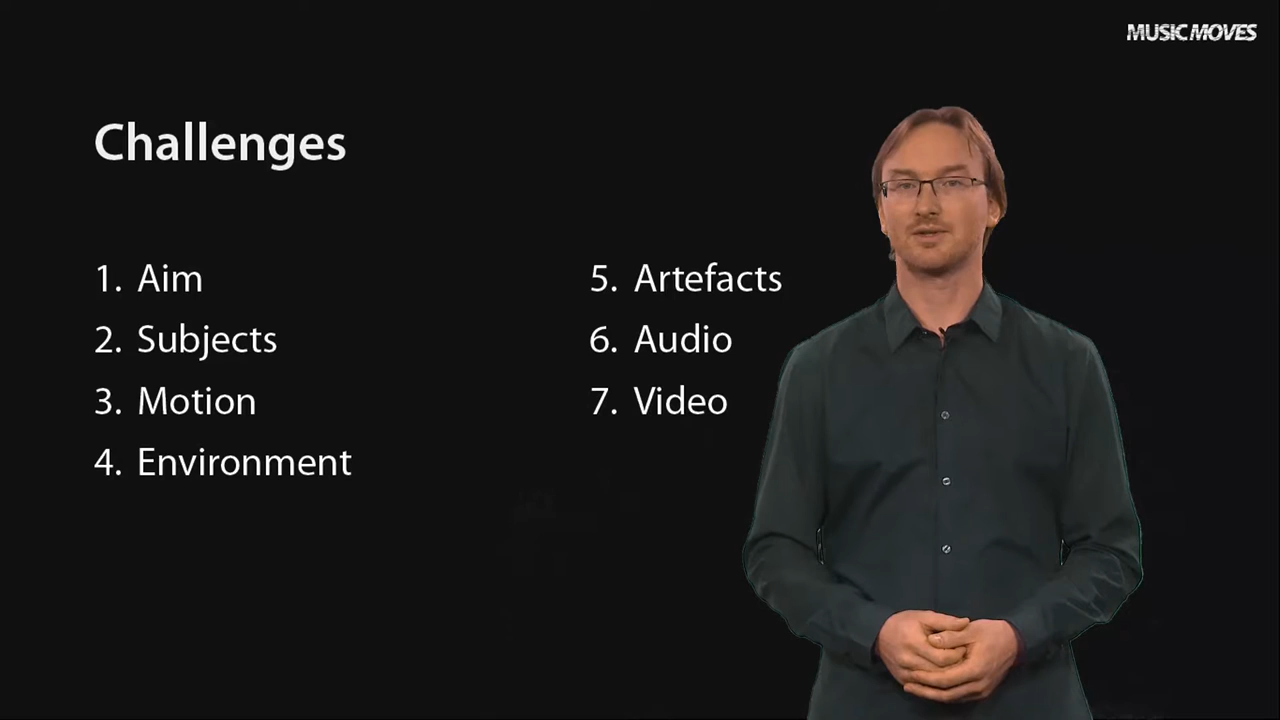 MUSIC MOVES
Challenges
1. Aim
2. Subjects
3. Motion
4. Environment
5. Artefacts
6. Audio
7. Video